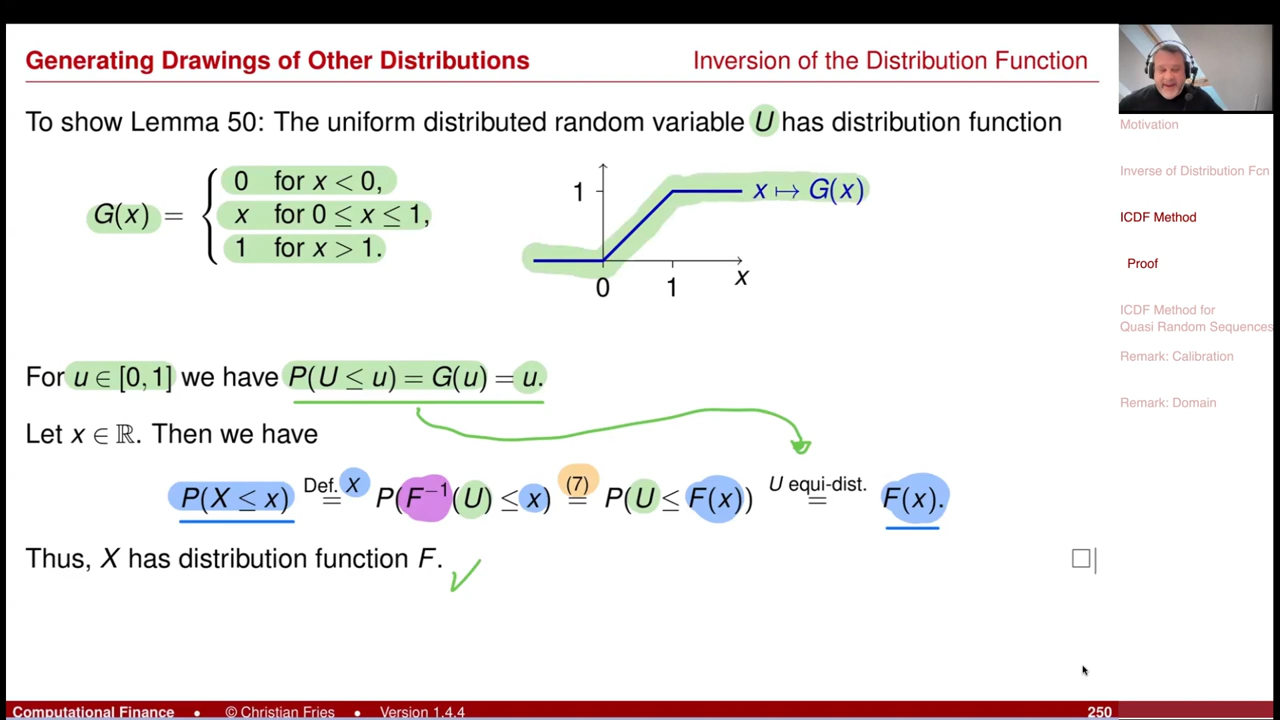 Generating Drawings of Other Distributions
Inversion of the Distribution Function
To show Lemma 50: The uniform distributed random variable U has distribution function
G(x) = { 0 for x < 0,
x for 0 ≤ x ≤ 1,
1 for x > 1.
1
x ↦ G(x)
0 1 x
For u ∈ [0, 1] we have P(U ≤ u) = G(u) = u.
Let x ∈ ℝ. Then we have
P(X ≤ x) Def. X = P(F⁻¹(U) ≤ x) (7) = P(U ≤ F(x)) U equi-dist. = F(x).
Thus, X has distribution function F. ✓ □
Motivation
Inverse of Distribution Fcn
ICDF Method
Proof
ICDF Method for
Quasi Random Sequences
Remark: Calibration
Remark: Domain
Computational Finance • © Christian Fries • Version 1.4.4
250